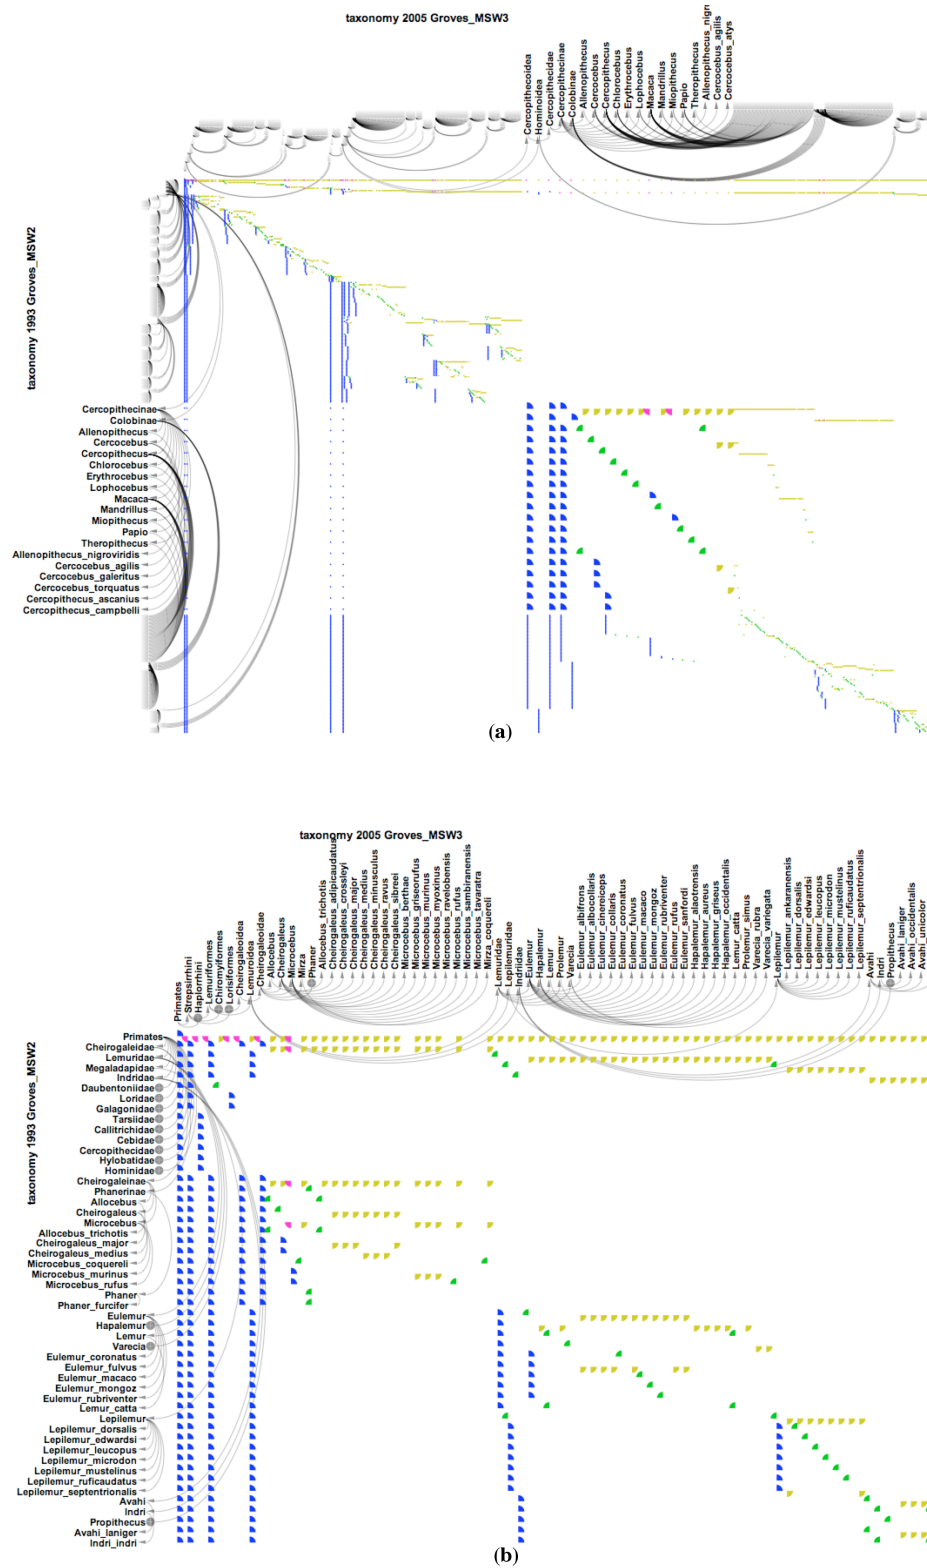 taxonomy 2005 Groves_MSW3
Cercopithecoidea
Hominoidea
Cercopithecidae
Cercopithecinae
Colobinae
Allenopithecus
Cercocebus
Cercopithecus
Chlorocebus
Erythrocebus
Lophocebus
Macaca
Mandrillus
Miopithecus
Papio
Theropithecus
Allenopithecus_nigr
Cercocebus_agilis
Cercocebus_atys
taxonomy 1993 Groves_MSW2
Cercopithecinae
Colobinae
Allenopithecus
Cercocebus
Cercopithecus
Chlorocebus
Erythrocebus
Lophocebus
Macaca
Mandrillus
Miopithecus
Papio
Theropithecus
Allenopithecus_nigroviridis
Cercocebus_agilis
Cercocebus_galeritus
Cercocebus_torquatus
Cercopithecus_ascanius
Cercopithecus_campbelli
(a)
taxonomy 2005 Groves_MSW3
Primates
Strepsirrhini
Haplorrhini
Lemuriformes
Chiromyiformes
Lorisiformes
Cheirogaleoidea
Lemuroidea
Cheirogaleidae
Allocebus
Cheirogaleus
Microcebus
Mirza
Phaner
Allocebus_trichotis
Cheirogaleus_adipicaudatus
Cheirogaleus_crossleyi
Cheirogaleus_major
Cheirogaleus_medius
Cheirogaleus_minusculus
Cheirogaleus_ravus
Cheirogaleus_sibreei
Microcebus_berthae
Microcebus_griseorufus
Microcebus_murinus
Microcebus_myoxinus
Microcebus_ravelobensis
Microcebus_rufus
Microcebus_sambiranensis
Microcebus_tavaratra
Mirza_coquereli
Lemuridae
Lepilemuridae
Indriidae
Eulemur
Hapalemur
Lemur
Prolemur
Varecia
Eulemur_albifrons
Eulemur_albocollaris
Eulemur_cinereiceps
Eulemur_collaris
Eulemur_coronatus
Eulemur_fulvus
Eulemur_macaco
Eulemur_mongoz
Eulemur_rubriventer
Eulemur_rufus
Eulemur_sanfordi
Hapalemur_alaotrensis
Hapalemur_aureus
Hapalemur_griseus
Hapalemur_occidentalis
Lemur_catta
Prolemur_simus
Varecia_rubra
Varecia_variegata
Lepilemur
Lepilemur_ankaranensis
Lepilemur_dorsalis
Lepilemur_edwardsi
Lepilemur_leucopus
Lepilemur_microdon
Lepilemur_mustelinus
Lepilemur_ruficaudatus
Lepilemur_septentrionalis
Avahi
Indri
Propithecus
Avahi_laniger
Avahi_occidentalis
Avahi_unicolor
taxonomy 1993 Groves_MSW2
Primates
Cheirogaleidae
Lemuridae
Megaladapidae
Indridae
Daubentoniidae
Loridae
Galagonidae
Tarsiidae
Callitrichidae
Cebidae
Cercopithecidae
Hylobatidae
Hominidae
Cheirogaleinae
Phanerinae
Allocebus
Cheirogaleus
Microcebus
Allocebus_trichotis
Cheirogaleus_major
Cheirogaleus_medius
Microcebus_coquereli
Microcebus_murinus
Microcebus_rufus
Phaner
Phaner_furcifer
Eulemur
Hapalemur
Lemur
Varecia
Eulemur_coronatus
Eulemur_fulvus
Eulemur_macaco
Eulemur_mongoz
Eulemur_rubriventer
Lemur_catta
Lepilemur
Lepilemur_dorsalis
Lepilemur_edwardsi
Lepilemur_leucopus
Lepilemur_microdon
Lepilemur_mustelinus
Lepilemur_ruficaudatus
Lepilemur_septentrionalis
Avahi
Indri
Propithecus
Avahi_laniger
Indri_indri
(b)